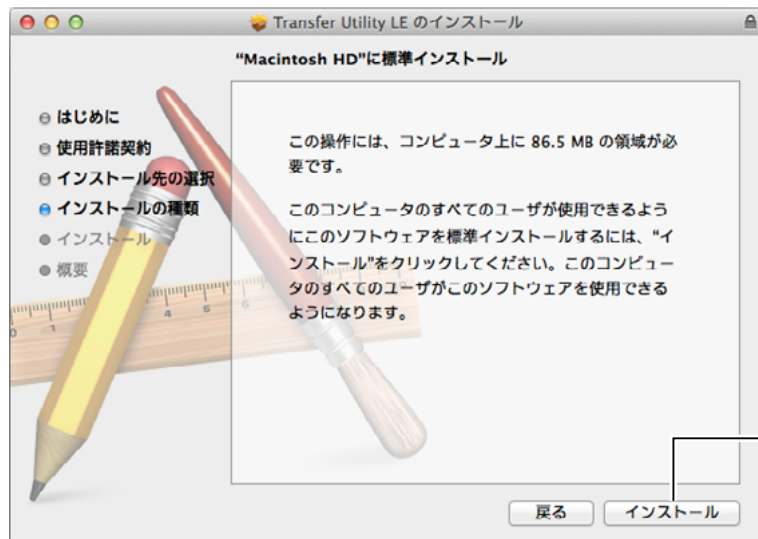 Transfer Utility LE のインストール
“Macintosh HD”に標準インストール
はじめに
使用許諾契約
インストール先の選択
インストールの種類
インストール
概要
この操作には、コンピュータ上に 86.5 MB の領域が必
要です。
このコンピュータのすべてのユーザが使用できるよう
にこのソフトウェアを標準インストールするには、“イ
ンストール”をクリックしてください。このコンピュー
タのすべてのユーザがこのソフトウェアを使用できる
ようになります。
0 1 4 5 6
戻る
インストール